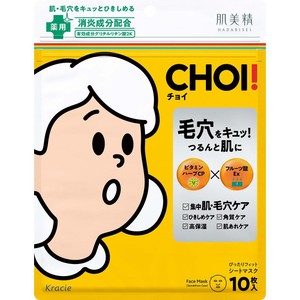 肌・毛穴をキュッとひきしめる
薬用
消炎成分配合
有効成分グリチルリチン酸2K
肌美精
HADABISEI
CHOI!
チョイ
毛穴をキュッ!
つるんと肌に
ビタミン
ハーブCP
×
フルーツ酸
Ex
集中肌・毛穴ケア
ひきしめケア
角質ケア
高保湿
肌あれケア
ぴったりフィット
シートマスク
10枚入
Face Mask
Kracie